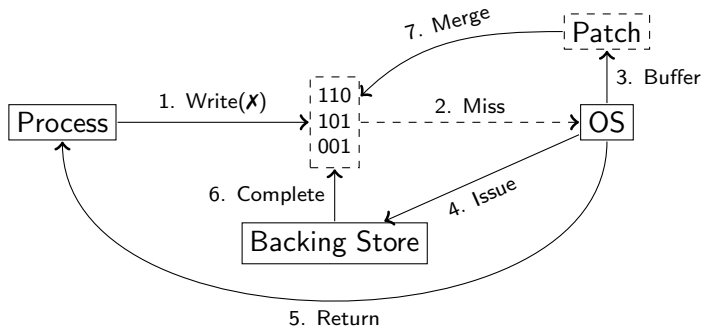 7. Merge
Patch
3. Buffer
110
101
001
1. Write(✗)
2. Miss
Process
OS
6. Complete
4. Issue
Backing Store
5. Return